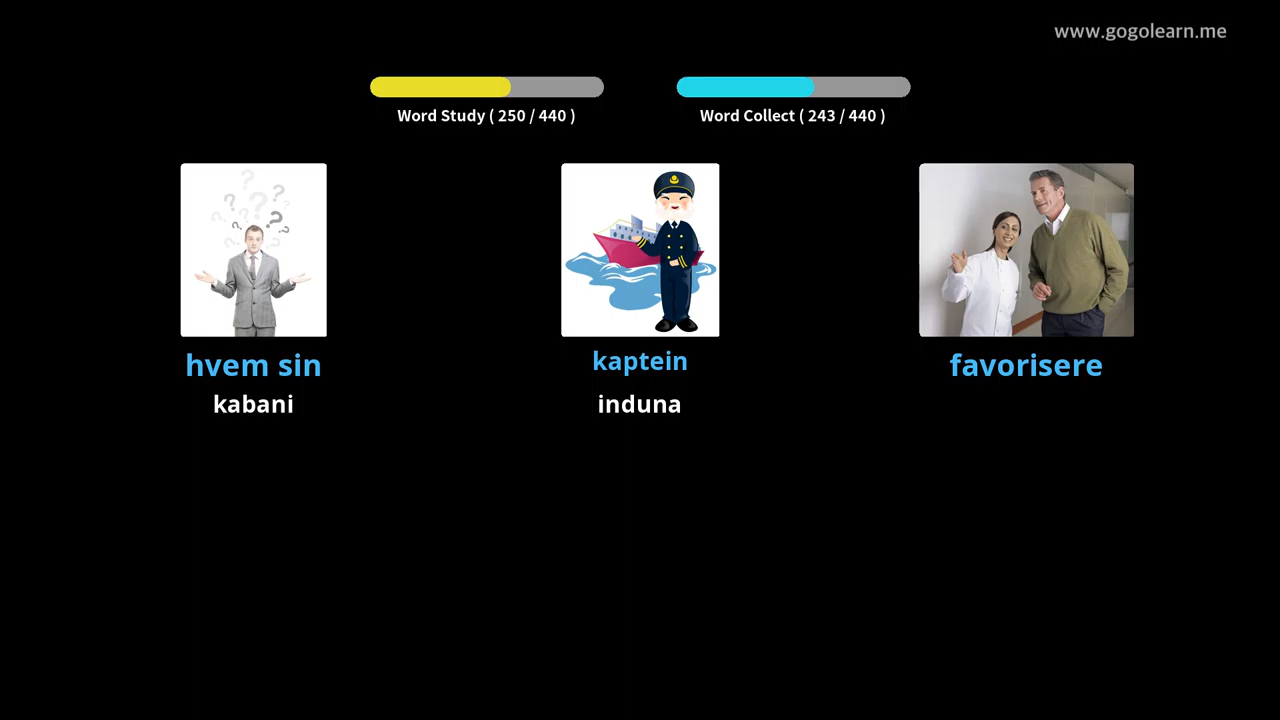 www.gogolearn.me
Word Study ( 250 / 440 )
Word Collect ( 243 / 440 )
hvem sin
kaptein
favorisere
kabani
induna